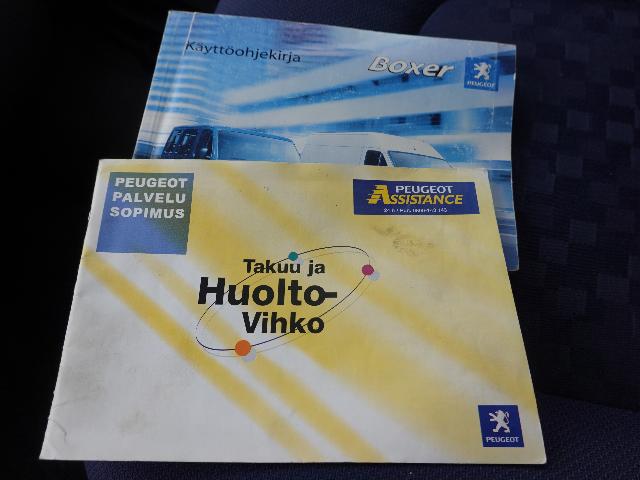 Käyttöohjekirja
Boxer
PEUGEOT
PEUGEOT
PALVELU
SOPIMUS
PEUGEOT
ASSISTANCE
Takuu ja
Huolto-
Vihko
PEUGEOT